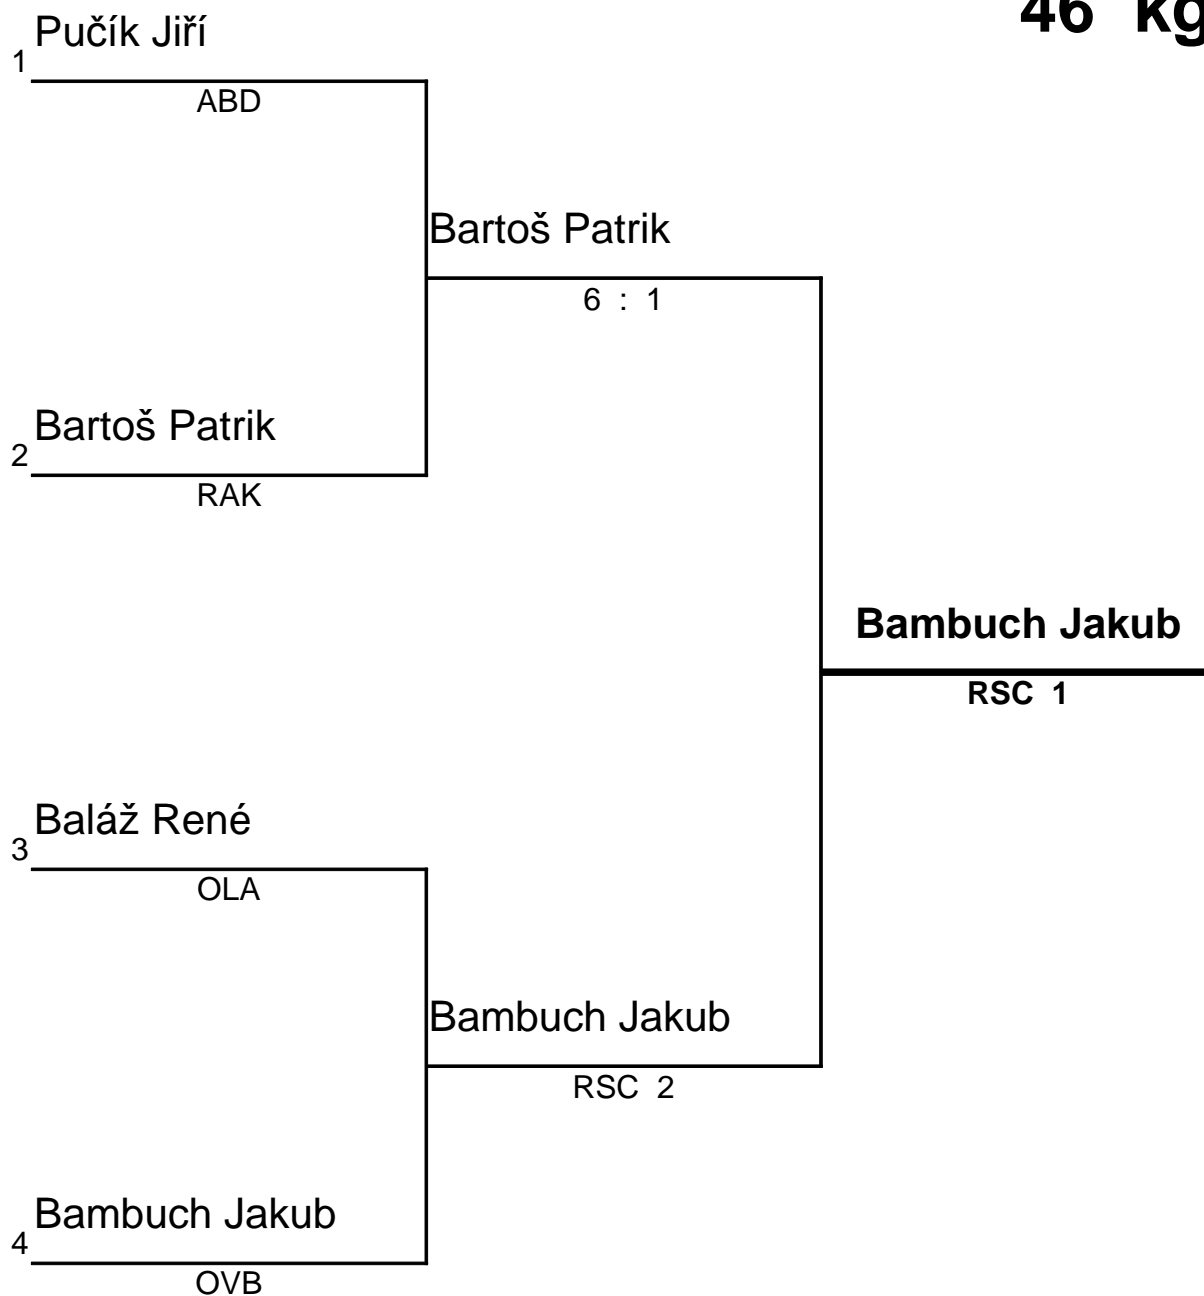 46 kg
Pučík Jiří
1
ABD
Bartoš Patrik
6 : 1
Bartoš Patrik
2
RAK
Bambuch Jakub
RSC 1
Baláž René
3
OLA
Bambuch Jakub
RSC 2
Bambuch Jakub
4
OVB